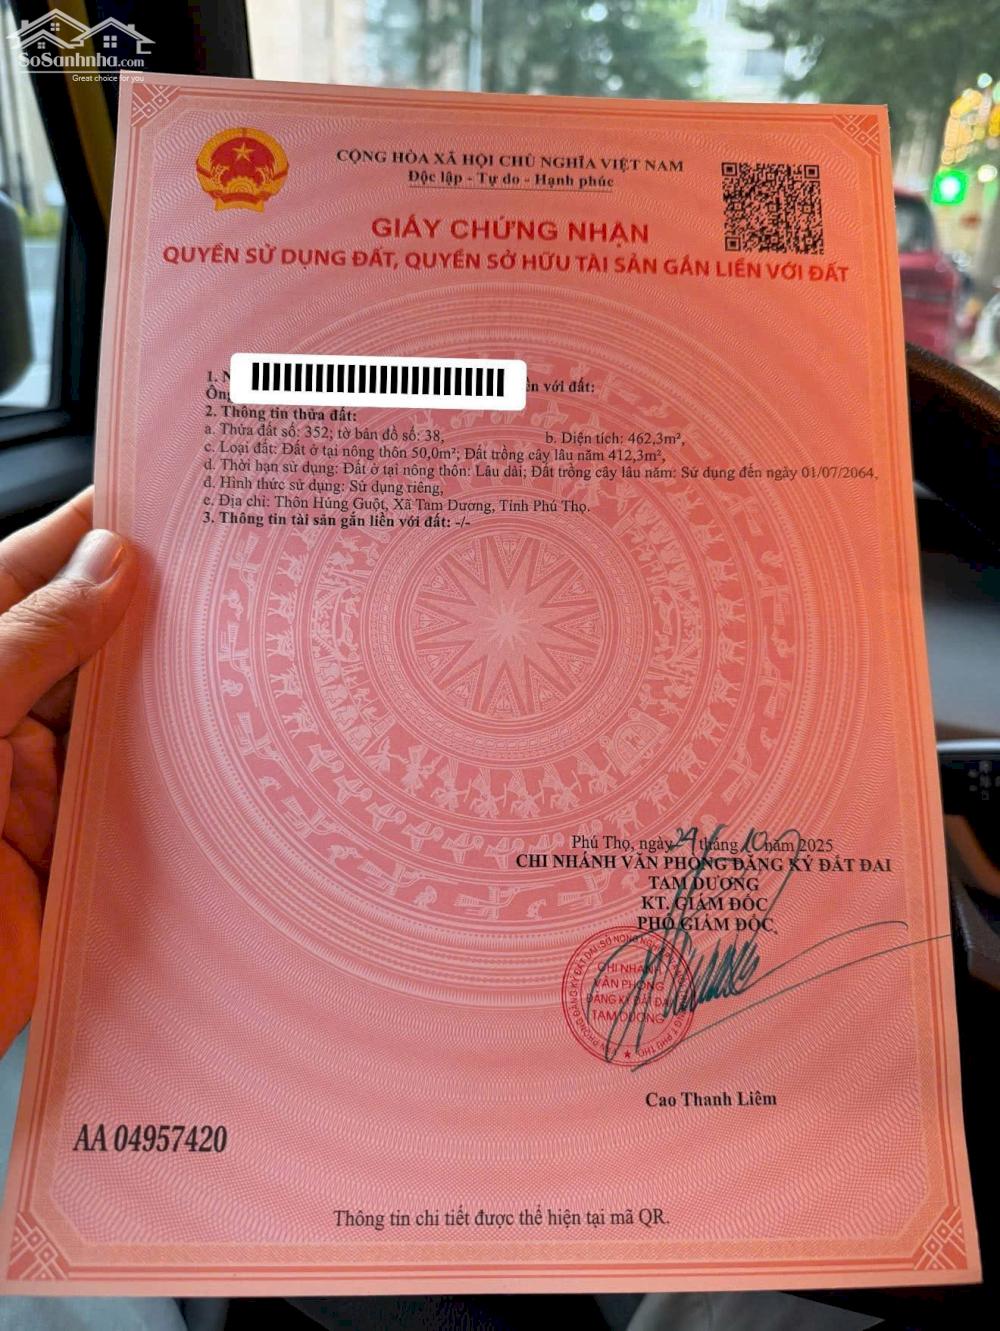 SoSanhnha.com
Great choice for you
CỘNG HÒA XÃ HỘI CHỦ NGHĨA VIỆT NAM
Độc lập - Tự do - Hạnh phúc
GIẤY CHỨNG NHẬN
QUYỀN SỬ DỤNG ĐẤT, QUYỀN SỞ HỮU TÀI SẢN GẮN LIỀN VỚI ĐẤT
1. ền với đất:
Ông
2. Thông tin thửa đất:
a. Thửa đất số: 352; tờ bản đồ số: 38, b. Diện tích: 462,3m²,
c. Loại đất: Đất ở tại nông thôn 50,0m²; Đất trồng cây lâu năm 412,3m²,
d. Thời hạn sử dụng: Đất ở tại nông thôn: Lâu dài; Đất trồng cây lâu năm: Sử dụng đến ngày 01/07/2064,
đ. Hình thức sử dụng: Sử dụng riêng,
e. Địa chỉ: Thôn Hủng Guột, Xã Tam Dương, Tỉnh Phú Thọ.
3. Thông tin tài sản gắn liền với đất: -/-
Phú Thọ, ngày 29 tháng 10 năm 2025
CHI NHÁNH VĂN PHÒNG ĐĂNG KÝ ĐẤT ĐAI
TAM DƯƠNG
KT. GIÁM ĐỐC
PHÓ GIÁM ĐỐC
CHI NHÁNH
VĂN PHÒNG
ĐĂNG KÝ ĐẤT ĐAI
TAM DƯƠNG
Cao Thanh Liêm
AA 04957420
Thông tin chi tiết được thể hiện tại mã QR.